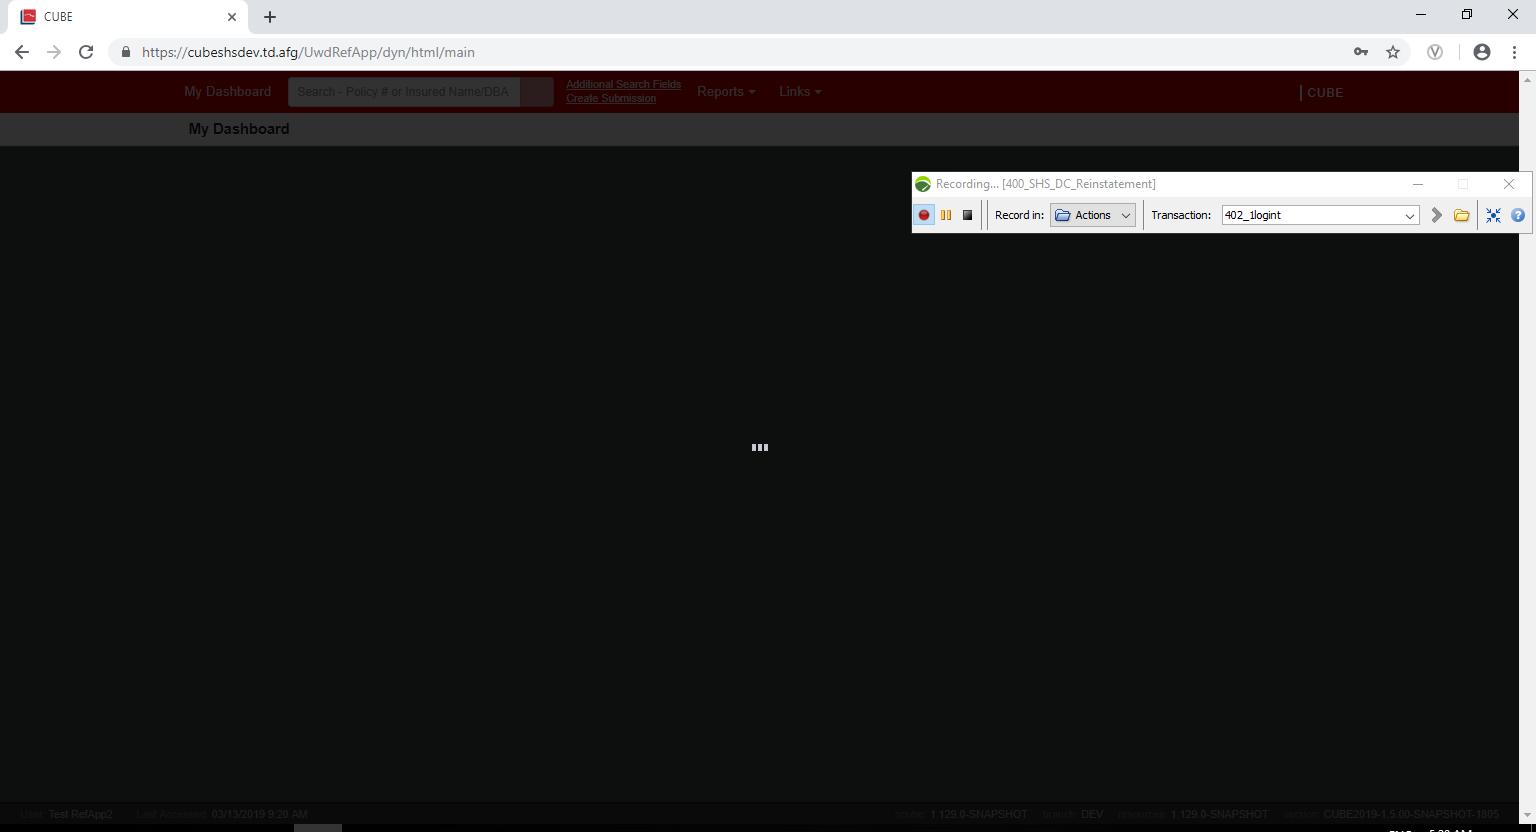 CUBE
https://cubeshsdev.td.afg/UwdRefApp/dyn/html/main
My Dashboard
Search - Policy # or Insured Name/DBA
Additional Search Fields
Create Submission
Reports
Links
CUBE
My Dashboard
Recording... [400_SHS_DC_Reinstatement]
Record in: Actions Transaction: 402_1logint
User: Test RefApp2 Last Accessed: 03/13/2019 9:20 AM 1.129.0-SNAPSHOT branch: DEV resources: 1.129.0-SNAPSHOT CUBE2019-1.5.00-SNAPSHOT-1805